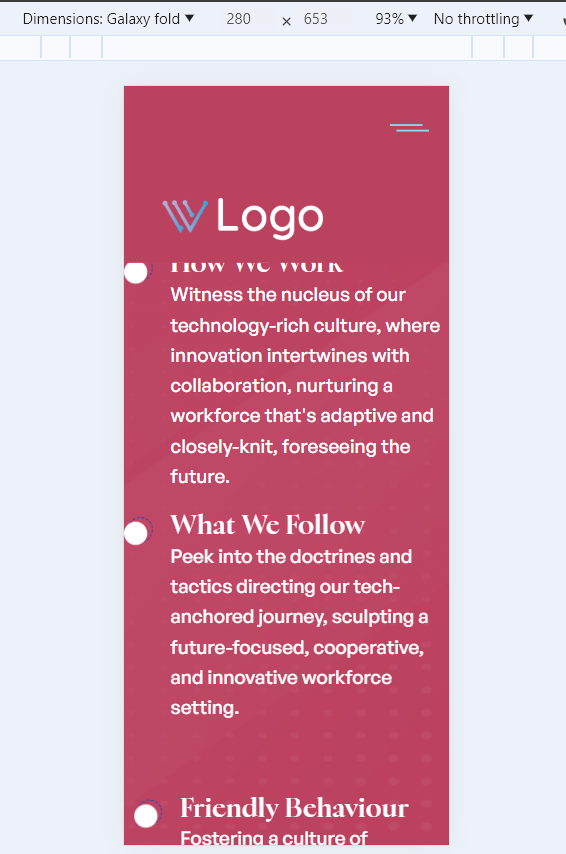 Dimensions: Galaxy fold ▼ 280 × 653 93% ▼ No throttling ▼
Logo
How We Work
Witness the nucleus of our
technology-rich culture, where
innovation intertwines with
collaboration, nurturing a
workforce that's adaptive and
closely-knit, foreseeing the
future.
What We Follow
Peek into the doctrines and
tactics directing our tech-
anchored journey, sculpting a
future-focused, cooperative,
and innovative workforce
setting.
Friendly Behaviour
Fostering a culture of